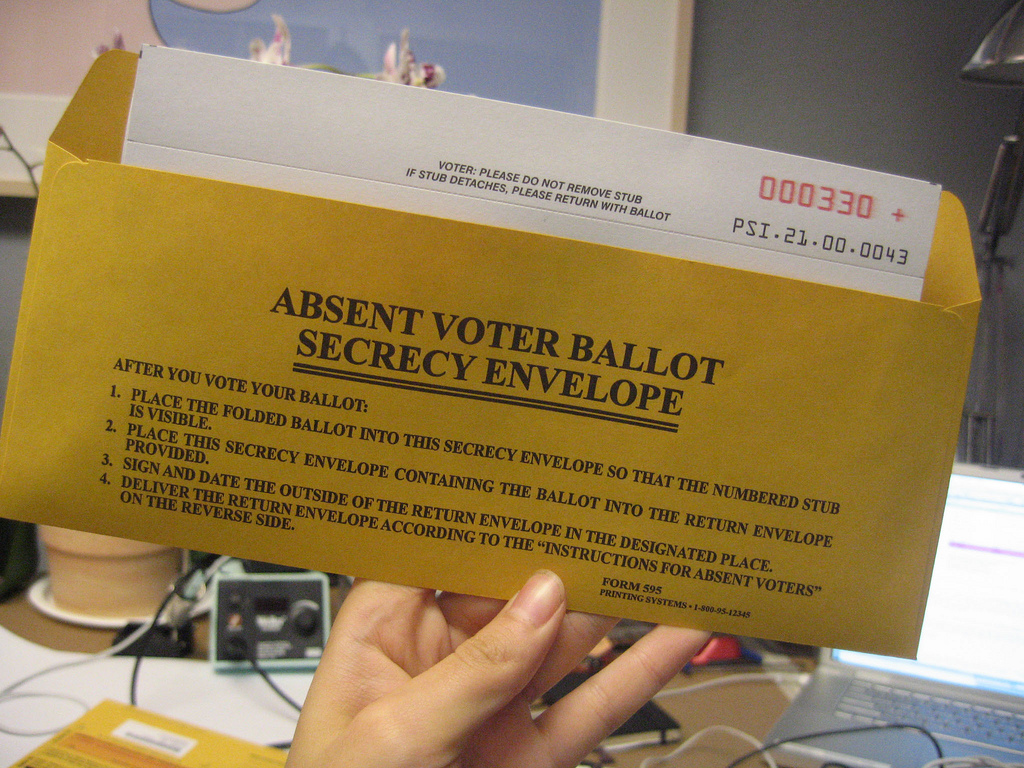 VOTER: PLEASE DO NOT REMOVE STUB
IF STUB DETACHES, PLEASE RETURN WITH BALLOT
000330 +
PSI.21.00.0043
ABSENT VOTER BALLOT
SECRECY ENVELOPE
AFTER YOU VOTE YOUR BALLOT:
1. PLACE THE FOLDED BALLOT INTO THIS SECRECY ENVELOPE SO THAT THE NUMBERED STUB
IS VISIBLE.
2. PLACE THIS SECRECY ENVELOPE CONTAINING THE BALLOT INTO THE RETURN ENVELOPE
PROVIDED.
3. SIGN AND DATE THE OUTSIDE OF THE RETURN ENVELOPE IN THE DESIGNATED PLACE.
4. DELIVER THE RETURN ENVELOPE ACCORDING TO THE “INSTRUCTIONS FOR ABSENT VOTERS”
ON THE REVERSE SIDE.
FORM 595
PRINTING SYSTEMS • 1-800-95-12345